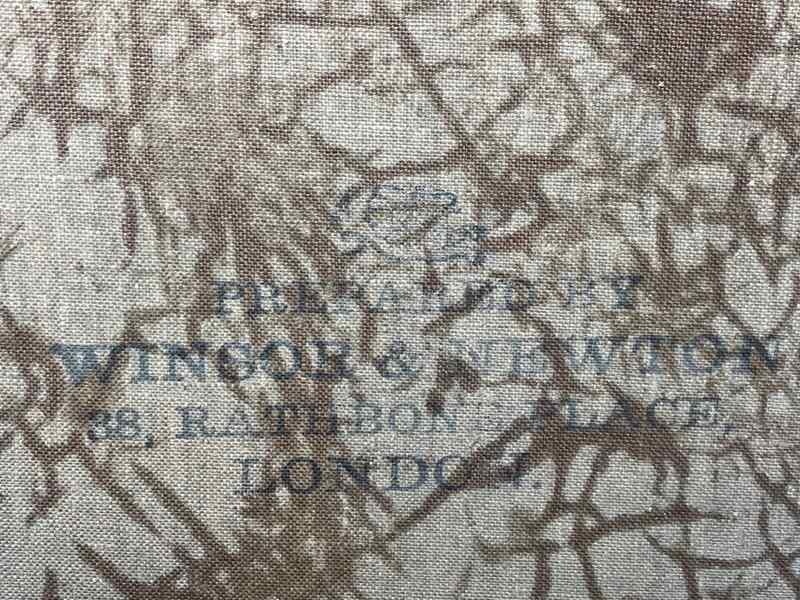 PREPARED BY
WINSOR & NEWTON
38, RATHBONE PLACE,
LONDON.